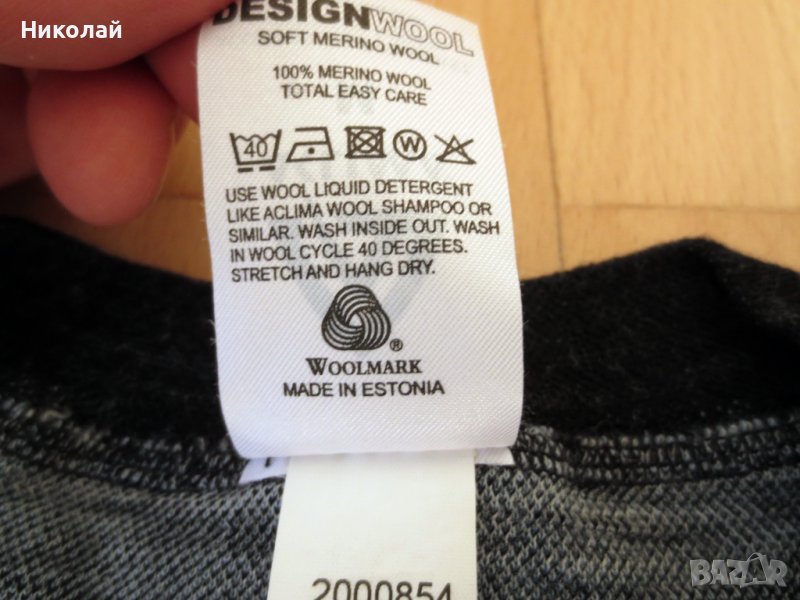 Николай
DESIGNWOOL
SOFT MERINO WOOL
100% MERINO WOOL
TOTAL EASY CARE
40 W
USE WOOL LIQUID DETERGENT
LIKE ACLIMA WOOL SHAMPOO OR
SIMILAR. WASH INSIDE OUT. WASH
IN WOOL CYCLE 40 DEGREES.
STRETCH AND HANG DRY.
®
WOOLMARK
MADE IN ESTONIA
2000854
BAZAR